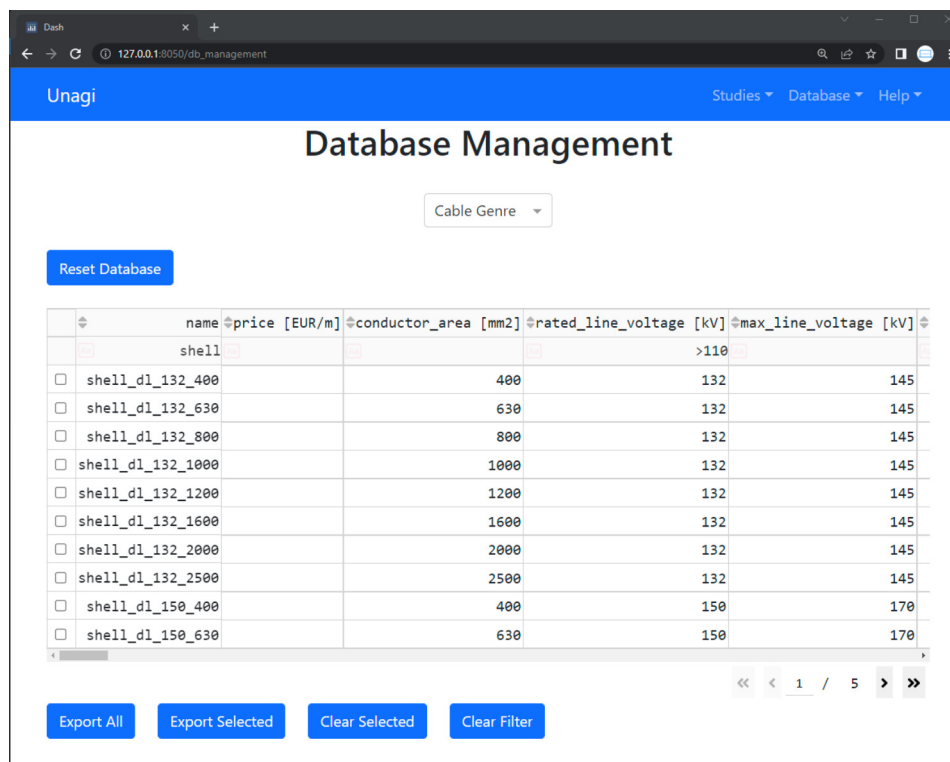 Dash
127.0.0.1:8050/db_management
Unagi Studies Database Help
Database Management
Cable Genre
Reset Database
name price [EUR/m] conductor_area [mm2] rated_line_voltage [kV] max_line_voltage [kV]
shell >110
shell_dl_132_400 400 132 145
shell_dl_132_630 630 132 145
shell_dl_132_800 800 132 145
shell_dl_132_1000 1000 132 145
shell_dl_132_1200 1200 132 145
shell_dl_132_1600 1600 132 145
shell_dl_132_2000 2000 132 145
shell_dl_132_2500 2500 132 145
shell_dl_150_400 400 150 170
shell_dl_150_630 630 150 170
1 / 5
Export All Export Selected Clear Selected Clear Filter